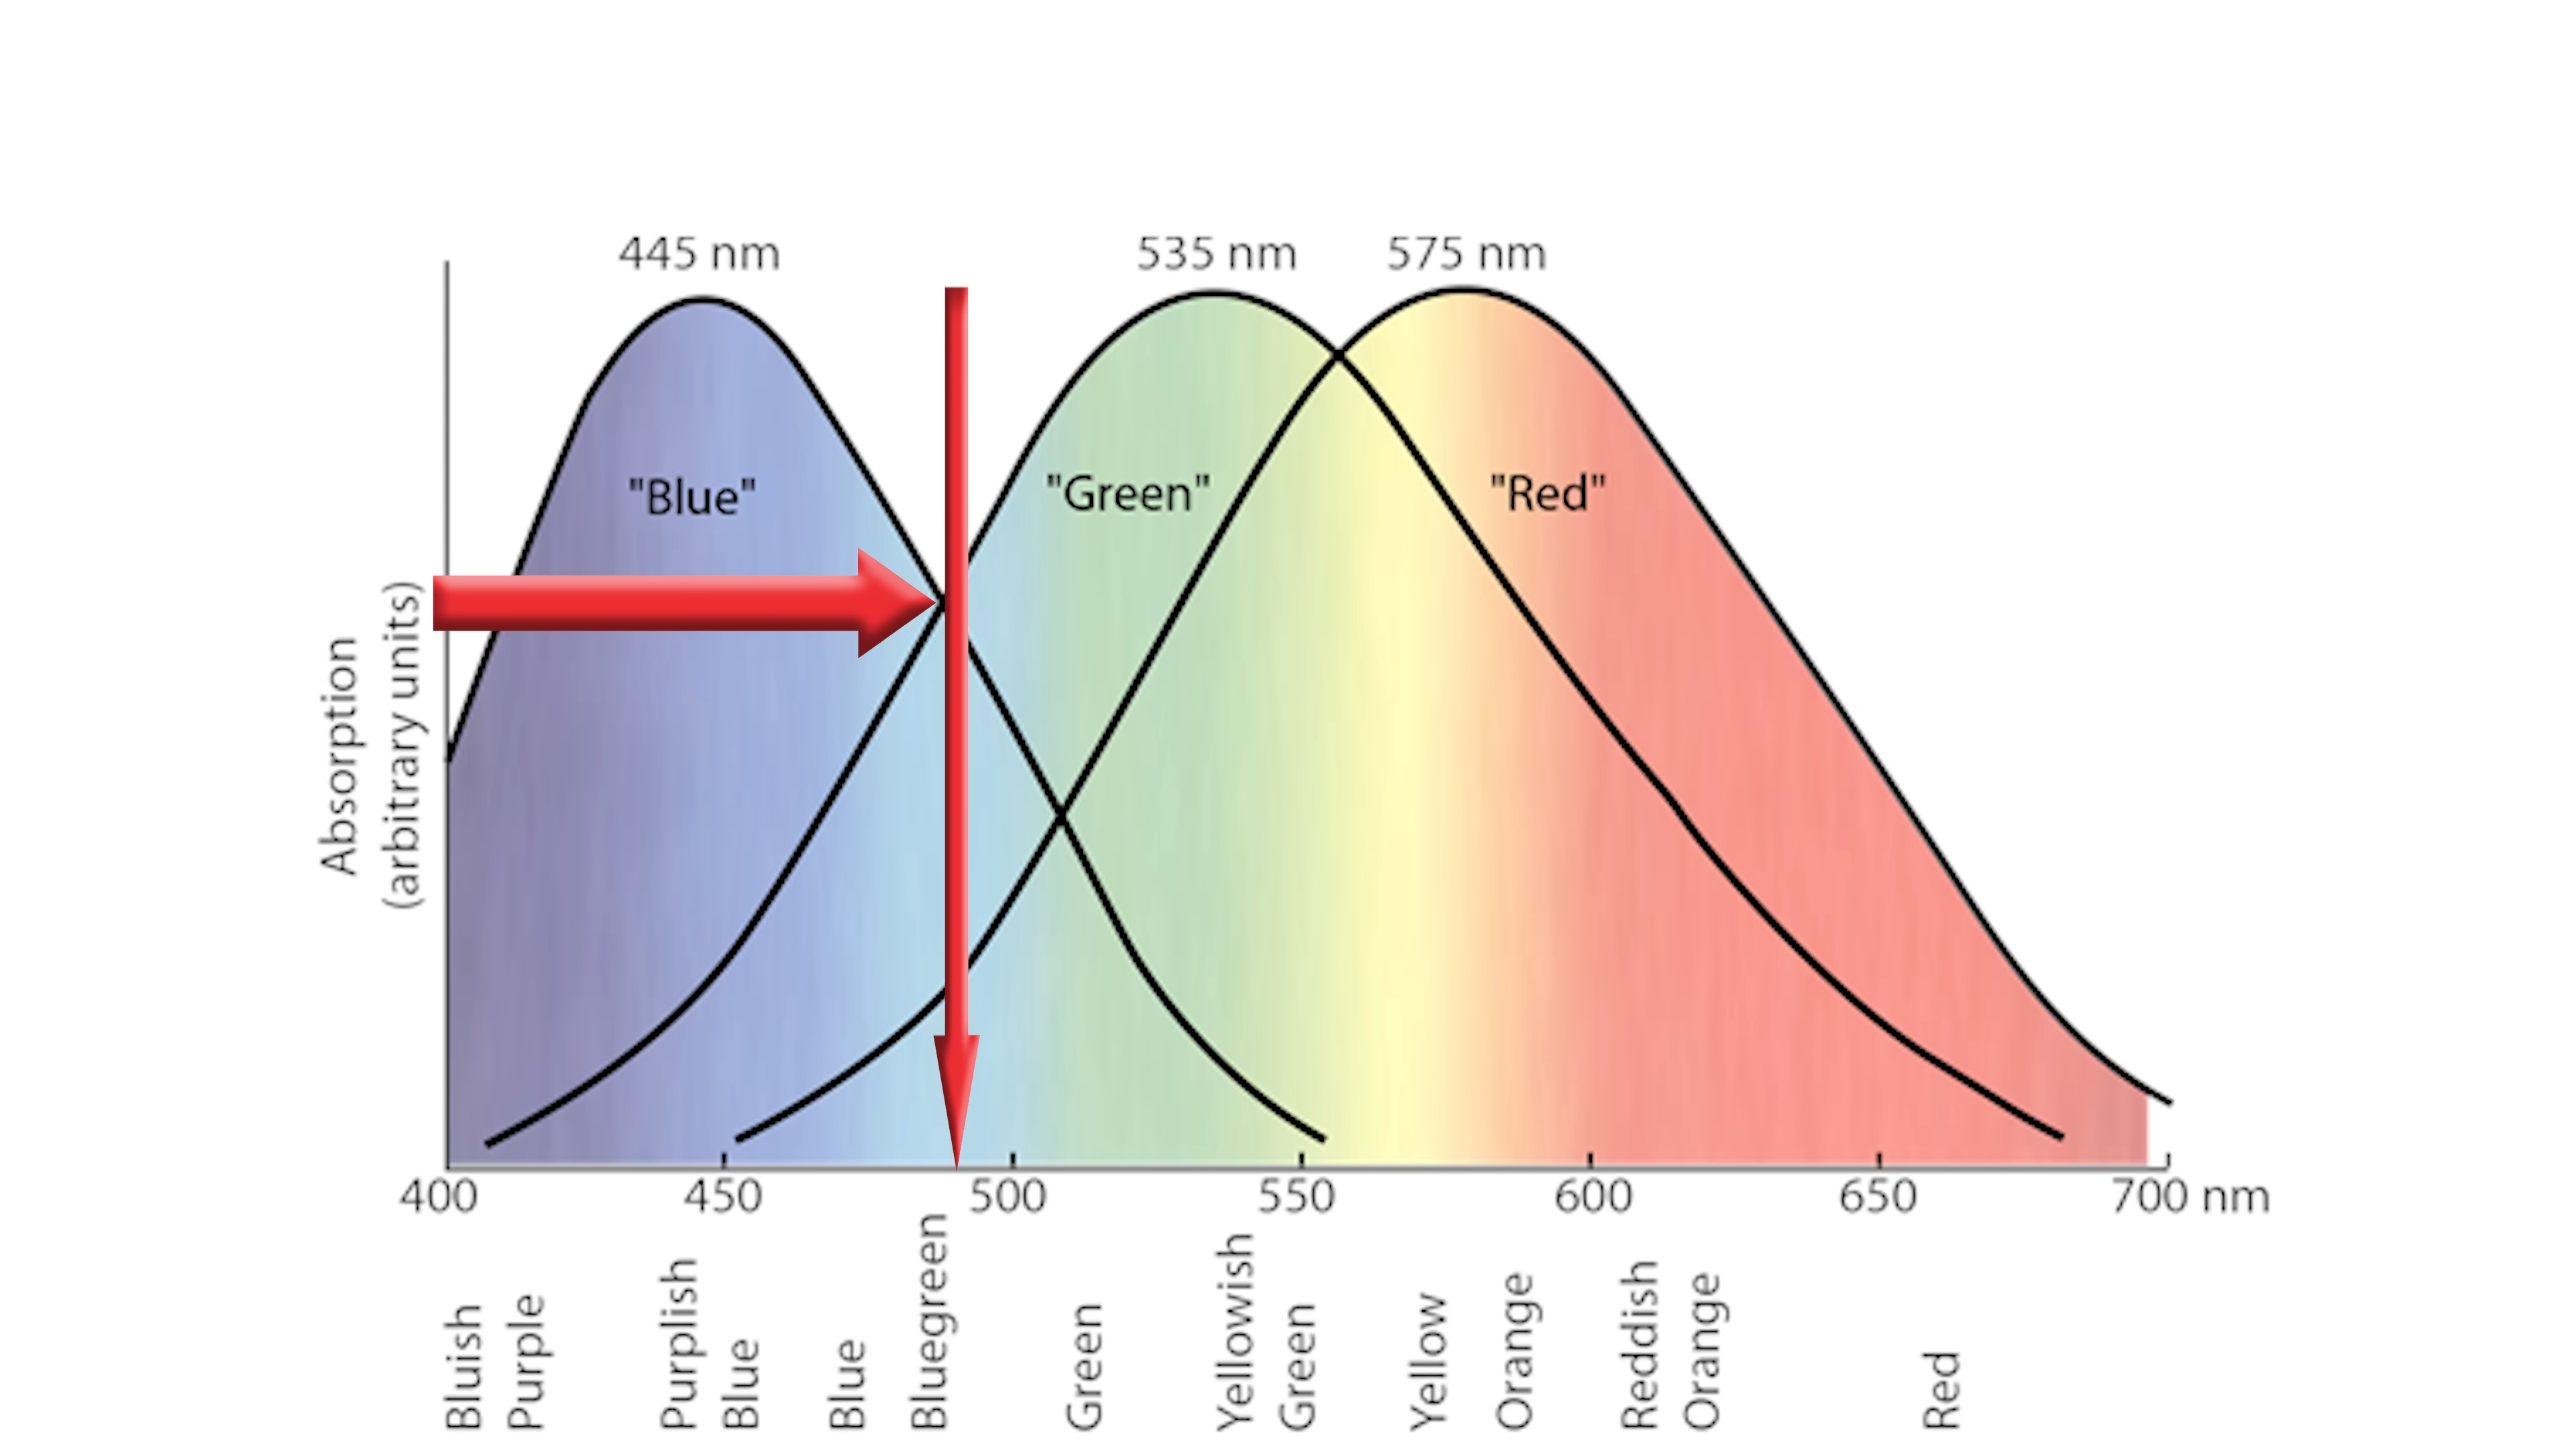 445 nm
535 nm
575 nm
"Blue"
"Green"
"Red"
Absorption
(arbitrary units)
400
450
500
550
600
650
700 nm
Bluish
Purple
Purplish
Blue
Blue
Bluegreen
Green
Yellowish
Green
Yellow
Orange
Reddish
Orange
Red